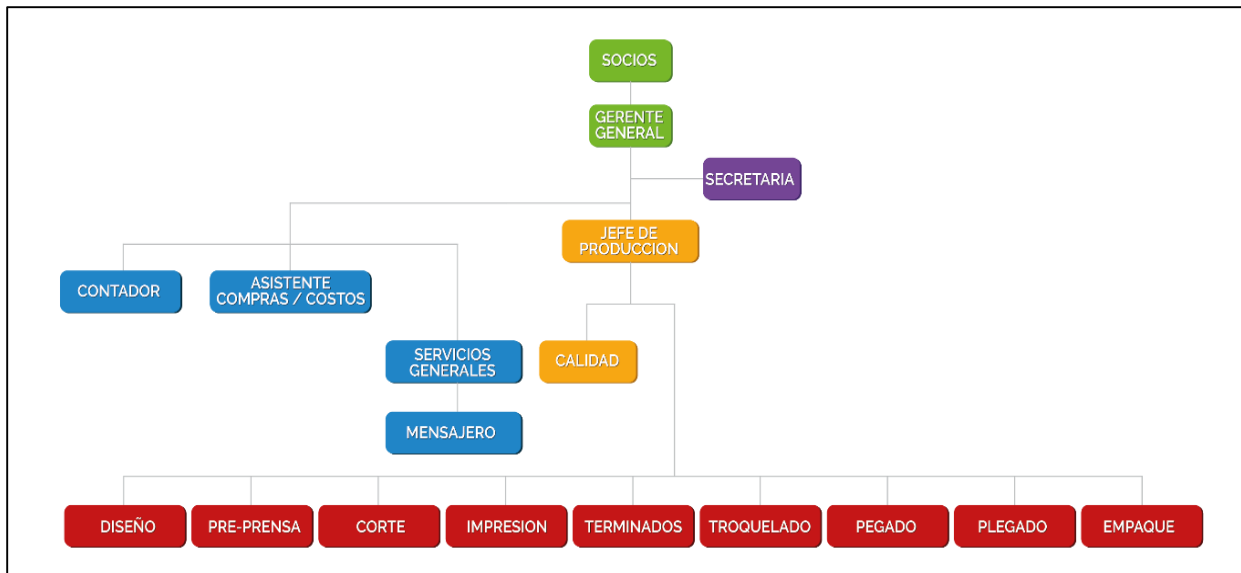 SOCIOS
GERENTE
GENERAL
SECRETARIA
JEFE DE
PRODUCCION
CONTADOR
ASISTENTE
COMPRAS / COSTOS
SERVICIOS
GENERALES
CALIDAD
MENSAJERO
DISEÑO
PRE-PRENSA
CORTE
IMPRESION
TERMINADOS
TROQUELADO
PEGADO
PLEGADO
EMPAQUE